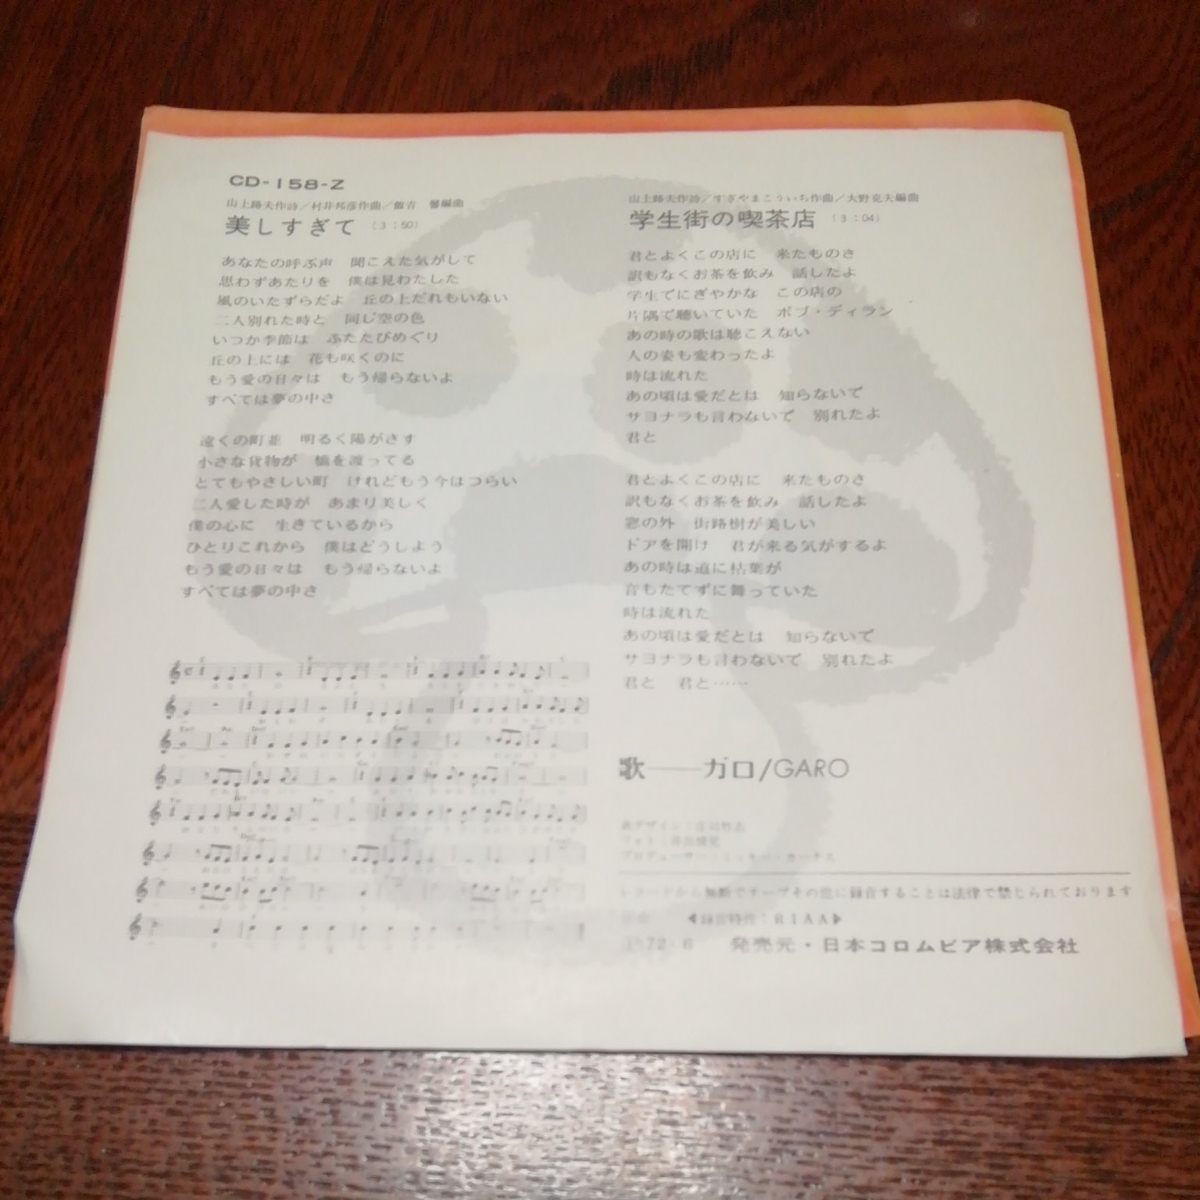 CD-158-Z
山上路夫作詩/村井邦彦作曲/飯吉 馨編曲
美しすぎて (3:50)
あなたの呼ぶ声 聞こえた気がして
思わずあたりを 僕は見わたした
風のいたずらだよ 丘の上だれもいない
二人別れた時と 同じ空の色
いつか季節は ふたたびめぐり
丘の上には 花も咲くのに
もう愛の日々は もう帰らないよ
すべては夢の中さ
遠くの町並 明るく陽がさす
小さな貨物が 橋を渡ってる
とてもやさしい町 けれどもう今はつらい
二人愛した時が あまり美しく
僕の心に 生きているから
ひとりこれから 僕はどうしよう
もう愛の日々は もう帰らないよ
すべては夢の中さ
山上路夫作詩/すぎやまこういち作曲/大野克夫編曲
学生街の喫茶店 (3:04)
君とよくこの店に 来たものさ
訳もなくお茶を飲み 話したよ
学生でにぎやかな この店の
片隅で聴いていた ボブ・ディラン
あの時の歌は聴こえない
人の姿も変わったよ
時は流れた
あの頃は愛だとは 知らないで
サヨナラも言わないで 別れたよ
君と
君とよくこの店に 来たものさ
訳もなくお茶を飲み 話したよ
窓の外 街路樹が美しい
ドアを開け 君が来る気がするよ
あの時は道に枯葉が
音もたてずに舞っていた
時は流れた
あの頃は愛だとは 知らないで
サヨナラも言わないで 別れたよ
君と 君と……
歌──ガロ/GARO
表デザイン:
フォト:
プロデューサー:ミッキー・カーチス
レコードから無断でテープその他に録音することは法律で禁じられております
◀録音特性:RIAA▶
72・6 発売元・日本コロムビア株式会社